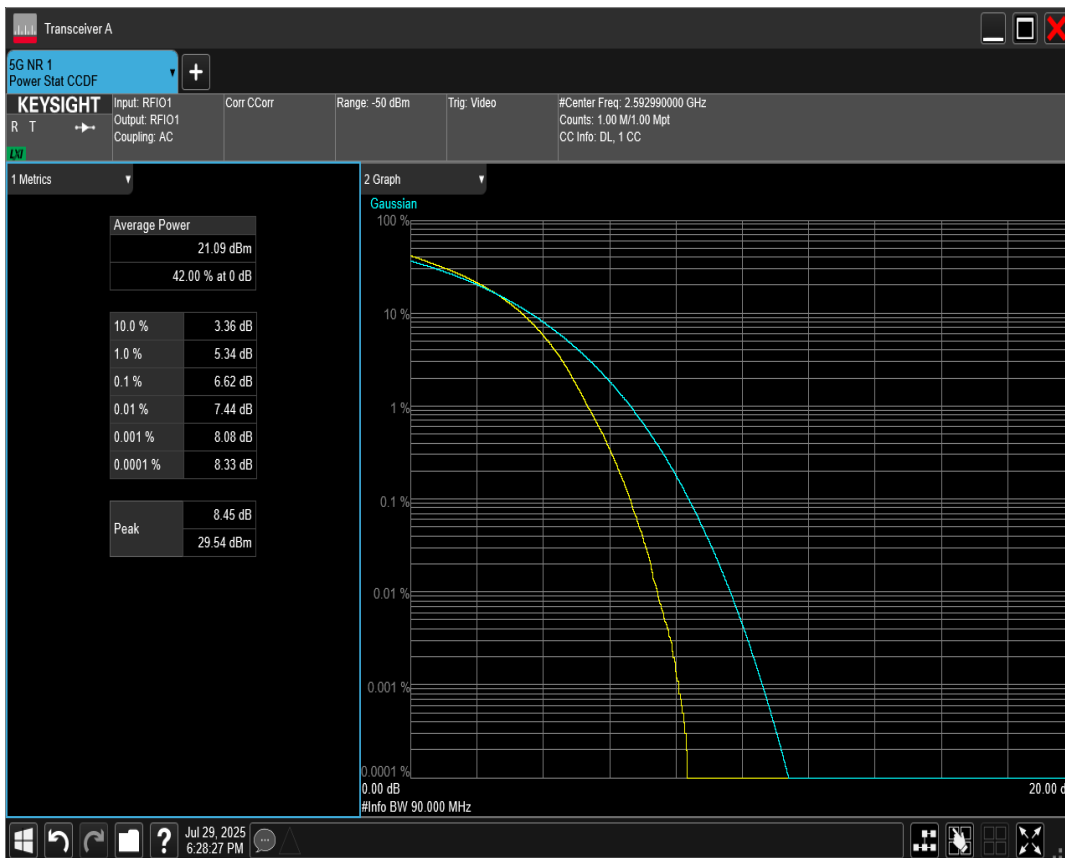 Transceiver A
5G NR 1
Power Stat CCDF
+
KEYSIGHT
R T
LXI
Input: RFIO1
Output: RFIO1
Coupling: AC
Corr CCorr
Range: -50 dBm
Trig: Video
#Center Freq: 2.592990000 GHz
Counts: 1.00 M/1.00 Mpt
CC Info: DL, 1 CC
1 Metrics
Average Power
21.09 dBm
42.00 % at 0 dB
10.0 % 3.36 dB
1.0 % 5.34 dB
0.1 % 6.62 dB
0.01 % 7.44 dB
0.001 % 8.08 dB
0.0001 % 8.33 dB
Peak
8.45 dB
29.54 dBm
2 Graph
Gaussian
100 %
10 %
1 %
0.1 %
0.01 %
0.001 %
0.0001 %
0.00 dB 20.00 d
#Info BW 90.000 MHz
?
Jul 29, 2025
6:28:27 PM